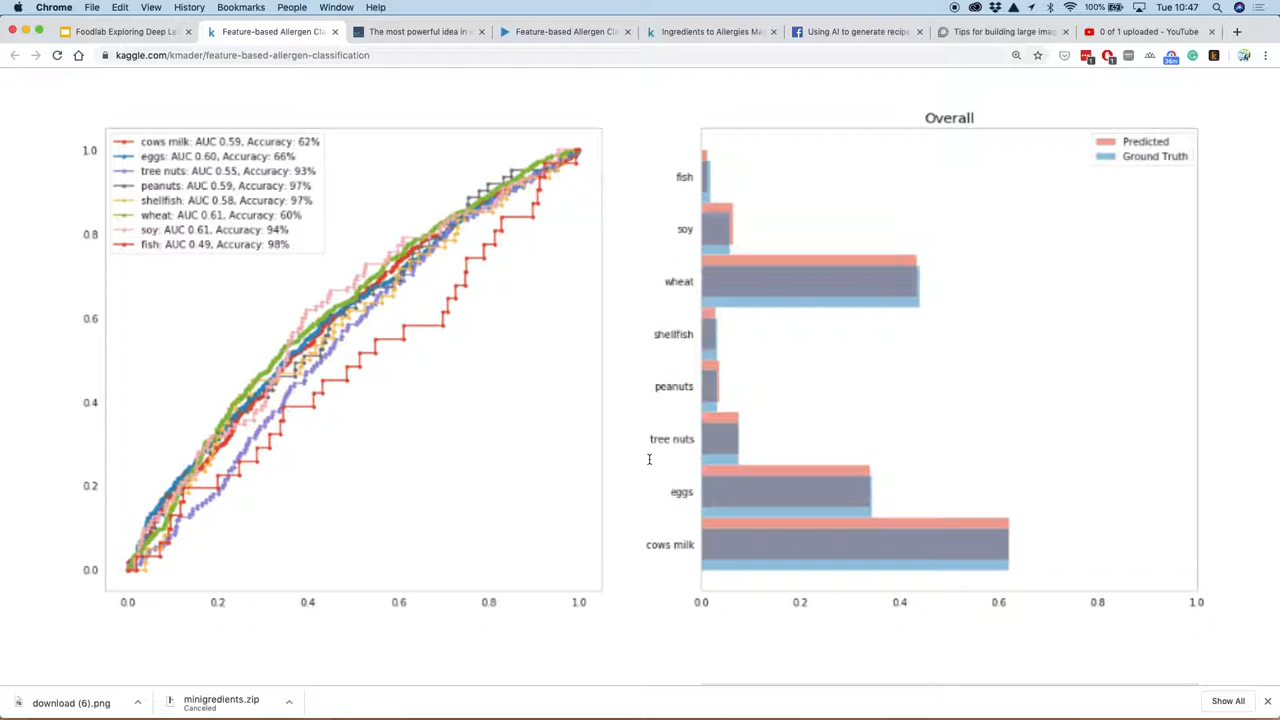 Chrome File Edit View History Bookmarks People Window Help 100% Tue 10:47
Foodlab Exploring Deep Le Feature-based Allergen Cl The most powerful idea in Feature-based Allergen Cla Ingredients to Allergies Ma Using AI to generate recipe Tips for building large imag 0 of 1 uploaded - YouTube
kaggle.com/kmader/feature-based-allergen-classification
36m
cows milk: AUC 0.59, Accuracy: 62%
eggs: AUC 0.60, Accuracy: 66%
tree nuts: AUC 0.55, Accuracy: 93%
peanuts: AUC 0.59, Accuracy: 97%
shellfish: AUC 0.58, Accuracy: 97%
wheat: AUC 0.61, Accuracy: 60%
soy: AUC 0.61, Accuracy: 94%
fish: AUC 0.49, Accuracy: 98%
1.0
0.8
0.6
0.4
0.2
0.0
0.0 0.2 0.4 0.6 0.8 1.0
Overall
Predicted
Ground Truth
fish
soy
wheat
shellfish
peanuts
tree nuts
eggs
cows milk
0.0 0.2 0.4 0.6 0.8 1.0
download (6).png
minigredients.zip
Canceled
Show All